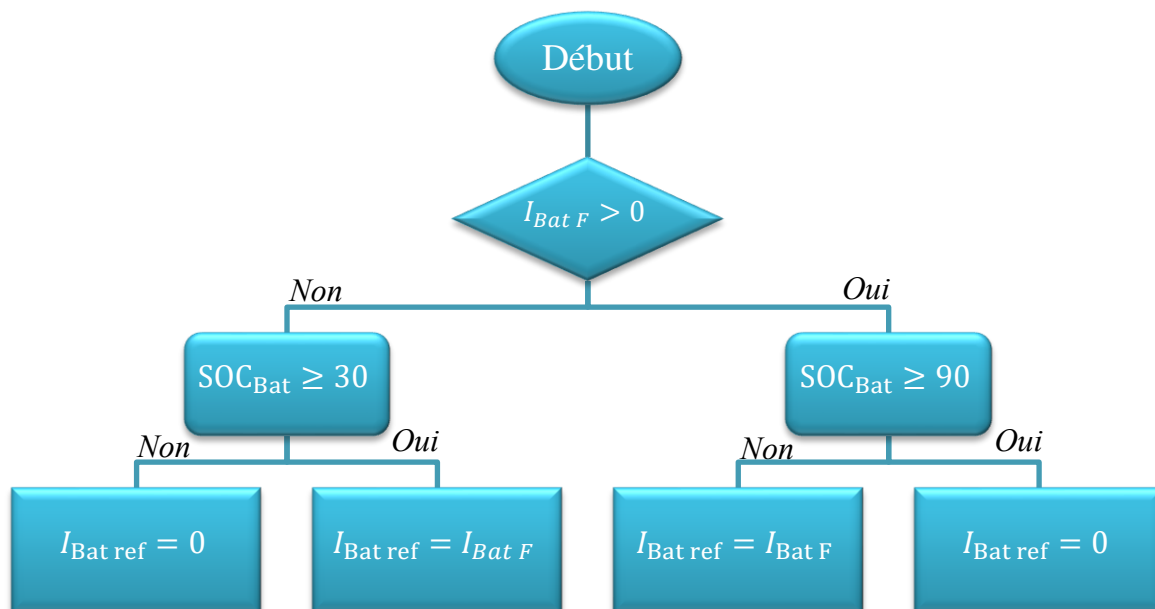 Début
I_{Bat F} > 0
Non
Oui
SOC_{Bat} ≥ 30
SOC_{Bat} ≥ 90
Non
Oui
Non
Oui
I_{Bat ref} = 0
I_{Bat ref} = I_{Bat F}
I_{Bat ref} = I_{Bat F}
I_{Bat ref} = 0